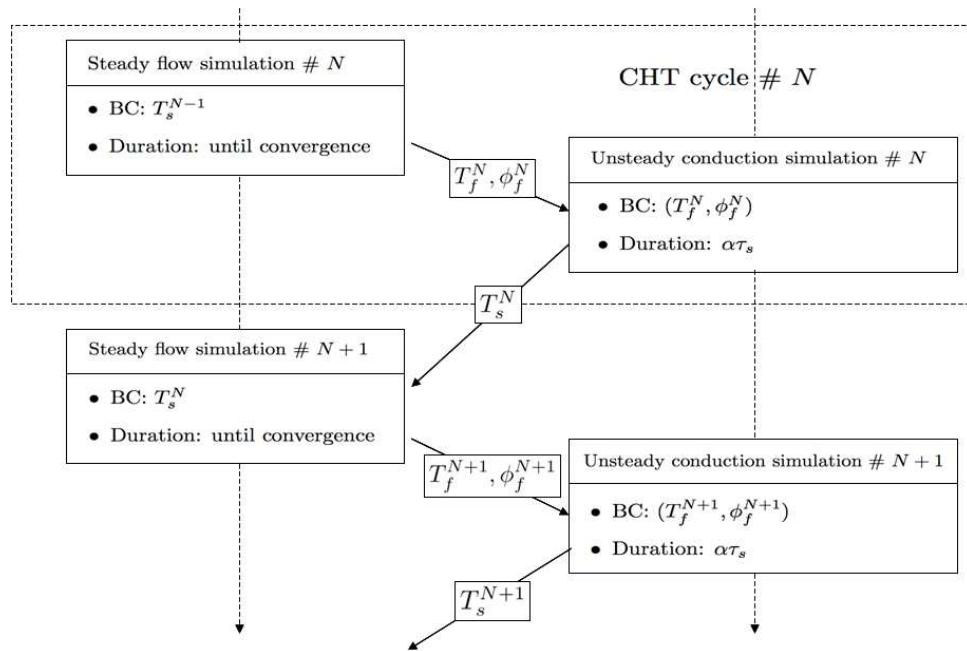 Steady flow simulation # N
• BC: T_s^{N−1}
• Duration: until convergence
CHT cycle # N
T_f^N, ϕ_f^N
Unsteady conduction simulation # N
• BC: (T_f^N, ϕ_f^N)
• Duration: ατ_s
T_s^N
Steady flow simulation # N + 1
• BC: T_s^N
• Duration: until convergence
T_f^{N+1}, ϕ_f^{N+1}
Unsteady conduction simulation # N + 1
• BC: (T_f^{N+1}, ϕ_f^{N+1})
• Duration: ατ_s
T_s^{N+1}